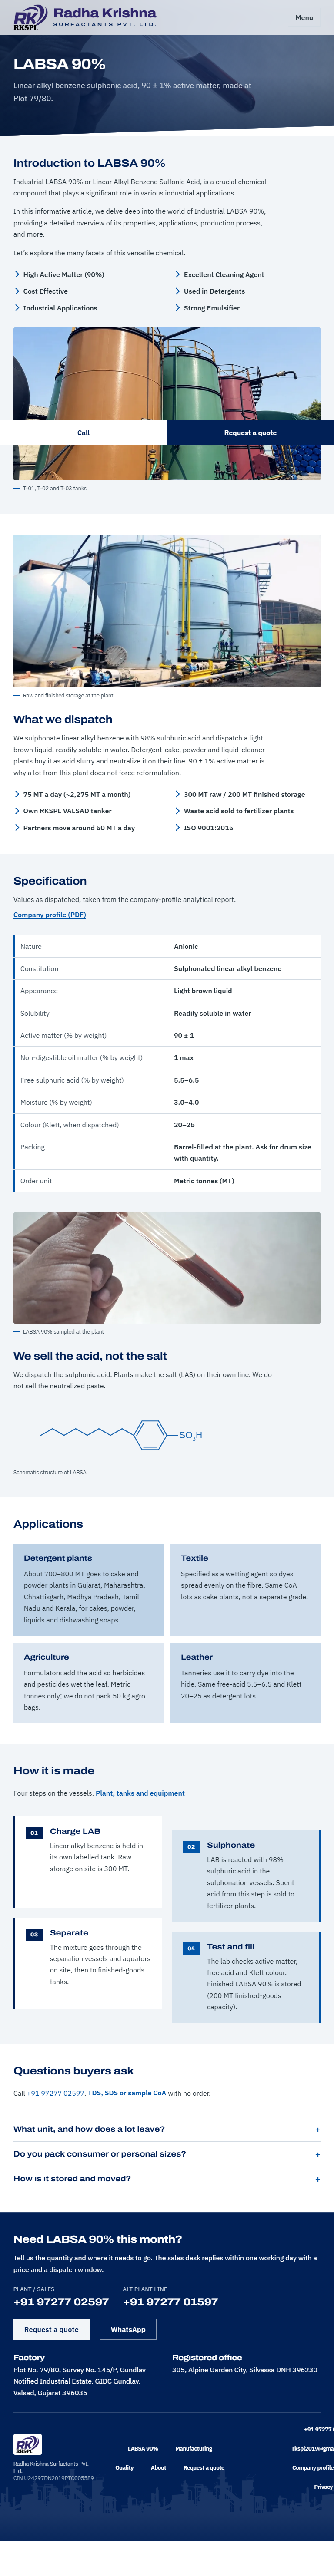 RK
RKSPL
Radha Krishna
SURFACTANTS PVT. LTD.
Menu
LABSA 90%
Linear alkyl benzene sulphonic acid, 90 ± 1% active matter, made at
Plot 79/80.
Introduction to LABSA 90%
Industrial LABSA 90% or Linear Alkyl Benzene Sulfonic Acid, is a crucial chemical
compound that plays a significant role in various industrial applications.
In this informative article, we delve deep into the world of Industrial LABSA 90%,
providing a detailed overview of its properties, applications, production process,
and more.
Let's explore the many facets of this versatile chemical.
High Active Matter (90%)
Excellent Cleaning Agent
Cost Effective
Used in Detergents
Industrial Applications
Strong Emulsifier
Call
Request a quote
T-01, T-02 and T-03 tanks
Raw and finished storage at the plant
What we dispatch
We sulphonate linear alkyl benzene with 98% sulphuric acid and dispatch a light
brown liquid, readily soluble in water. Detergent-cake, powder and liquid-cleaner
plants buy it as acid slurry and neutralize it on their line. 90 ± 1% active matter is
why a lot from this plant does not force reformulation.
75 MT a day (~2,275 MT a month)
300 MT raw / 200 MT finished storage
Own RKSPL VALSAD tanker
Waste acid sold to fertilizer plants
Partners move around 50 MT a day
ISO 9001:2015
Specification
Values as dispatched, taken from the company-profile analytical report.
Company profile (PDF)
Nature Anionic
Constitution Sulphonated linear alkyl benzene
Appearance Light brown liquid
Solubility Readily soluble in water
Active matter (% by weight) 90 ± 1
Non-digestible oil matter (% by weight) 1 max
Free sulphuric acid (% by weight) 5.5–6.5
Moisture (% by weight) 3.0–4.0
Colour (Klett, when dispatched) 20–25
Packing Barrel-filled at the plant. Ask for drum size
with quantity.
Order unit Metric tonnes (MT)
LABSA 90% sampled at the plant
We sell the acid, not the salt
We dispatch the sulphonic acid. Plants make the salt (LAS) on their own line. We do
not sell the neutralized paste.
SO3H
Schematic structure of LABSA
Applications
Detergent plants
About 700–800 MT goes to cake and
powder plants in Gujarat, Maharashtra,
Chhattisgarh, Madhya Pradesh, Tamil
Nadu and Kerala, for cakes, powder,
liquids and dishwashing soaps.
Textile
Specified as a wetting agent so dyes
spread evenly on the fibre. Same CoA
lots as cake plants, not a separate grade.
Agriculture
Formulators add the acid so herbicides
and pesticides wet the leaf. Metric
tonnes only; we do not pack 50 kg agro
bags.
Leather
Tanneries use it to carry dye into the
hide. Same free-acid 5.5–6.5 and Klett
20–25 as detergent lots.
How it is made
Four steps on the vessels. Plant, tanks and equipment
01
Charge LAB
Linear alkyl benzene is held in
its own labelled tank. Raw
storage on site is 300 MT.
02
Sulphonate
LAB is reacted with 98%
sulphuric acid in the
sulphonation vessels. Spent
acid from this step is sold to
fertilizer plants.
03
Separate
The mixture goes through the
separation vessels and aquators
on site, then to finished-goods
tanks.
04
Test and fill
The lab checks active matter,
free acid and Klett colour.
Finished LABSA 90% is stored
(200 MT finished-goods
capacity).
Questions buyers ask
Call +91 97277 02597. TDS, SDS or sample CoA with no order.
What unit, and how does a lot leave? +
Do you pack consumer or personal sizes? +
How is it stored and moved? +
Need LABSA 90% this month?
Tell us the quantity and where it needs to go. The sales desk replies within one working day with a
price and a dispatch window.
PLANT / SALES
+91 97277 02597
ALT PLANT LINE
+91 97277 01597
Request a quote
WhatsApp
Factory
Plot No. 79/80, Survey No. 145/P, Gundlav
Notified Industrial Estate, GIDC Gundlav,
Valsad, Gujarat 396035
Registered office
305, Alpine Garden City, Silvassa DNH 396230
RK
RKSPL
Radha Krishna Surfactants Pvt.
Ltd.
CIN U24297DN2019PTC005589
LABSA 90%
Manufacturing
Quality
About
Request a quote
+91 97277 0
rkspl2019@gma
Company profile
Privacy